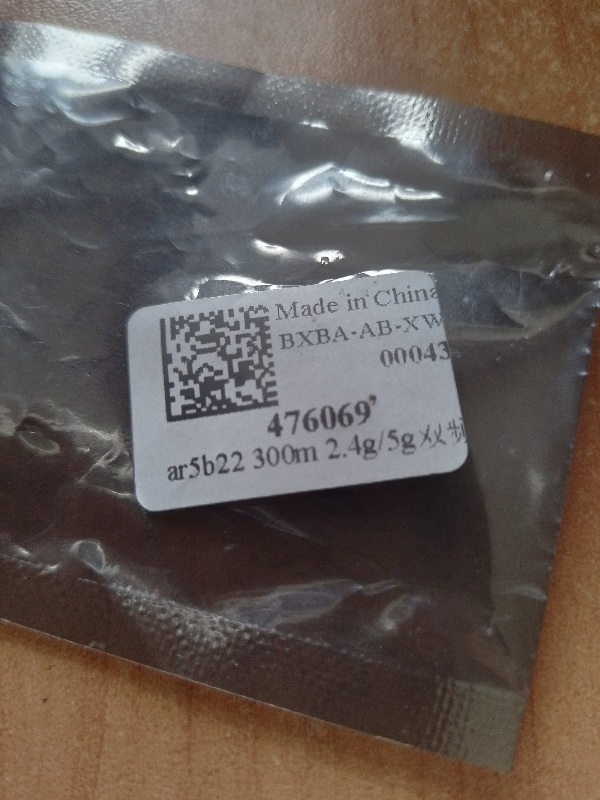 Made in China
BXBA-AB-XW
00043
476069’
ar5b22 300m 2.4g/5g 双